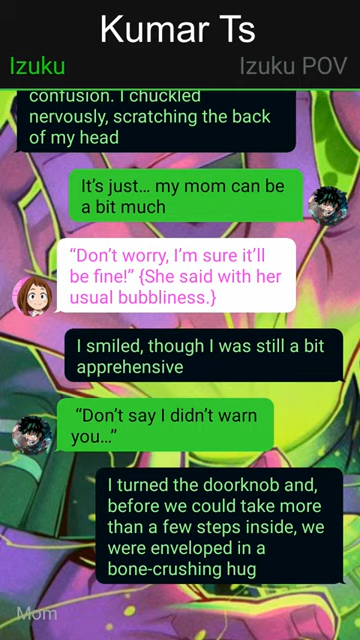 Kumar Ts
Izuku
Izuku POV
confusion. I chuckled
nervously, scratching the back
of my head
It's just... my mom can be
a bit much
“Don't worry, I'm sure it'll
be fine!” {She said with her
usual bubbliness.}
I smiled, though I was still a bit
apprehensive
“Don't say I didn't warn
you...”
I turned the doorknob and,
before we could take more
than a few steps inside, we
were enveloped in a
bone-crushing hug
Mom